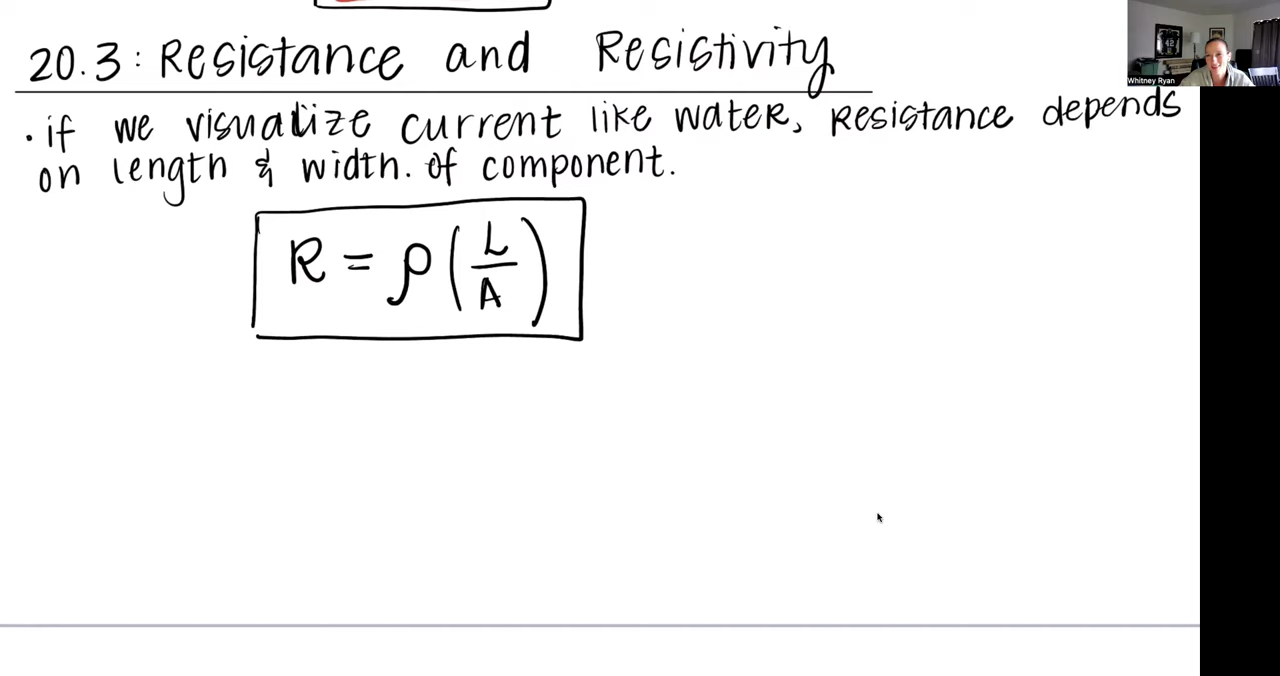 20.3: Resistance and Resistivity
Whitney Ryan
• if we visualize current like water, resistance depends
on length & width. of component.
R = ρ(L/A)